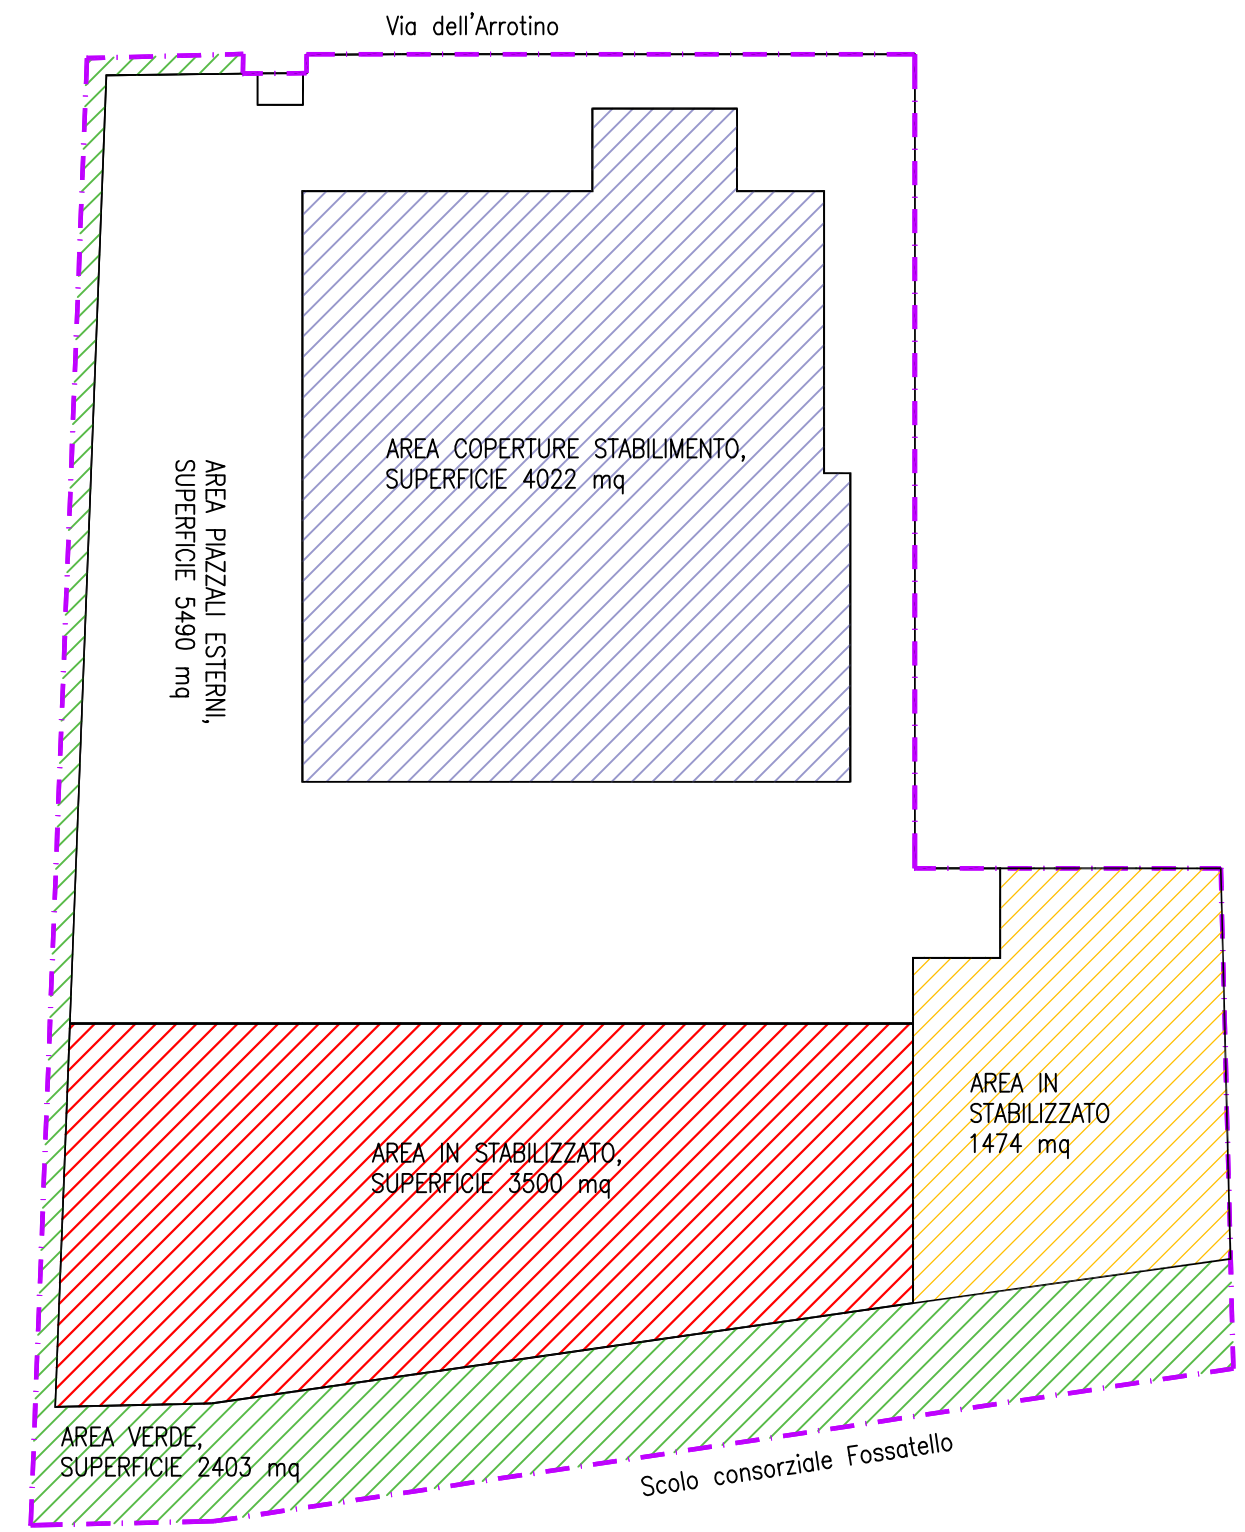 Via dell'Arrotino
AREA COPERTURE STABILIMENTO,
SUPERFICIE 4022 mq
AREA PIAZZALI ESTERNI,
SUPERFICIE 5490 mq
AREA IN
STABILIZZATO
1474 mq
AREA IN STABILIZZATO,
SUPERFICIE 3500 mq
AREA VERDE,
SUPERFICIE 2403 mq
Scolo consorziale Fossatello